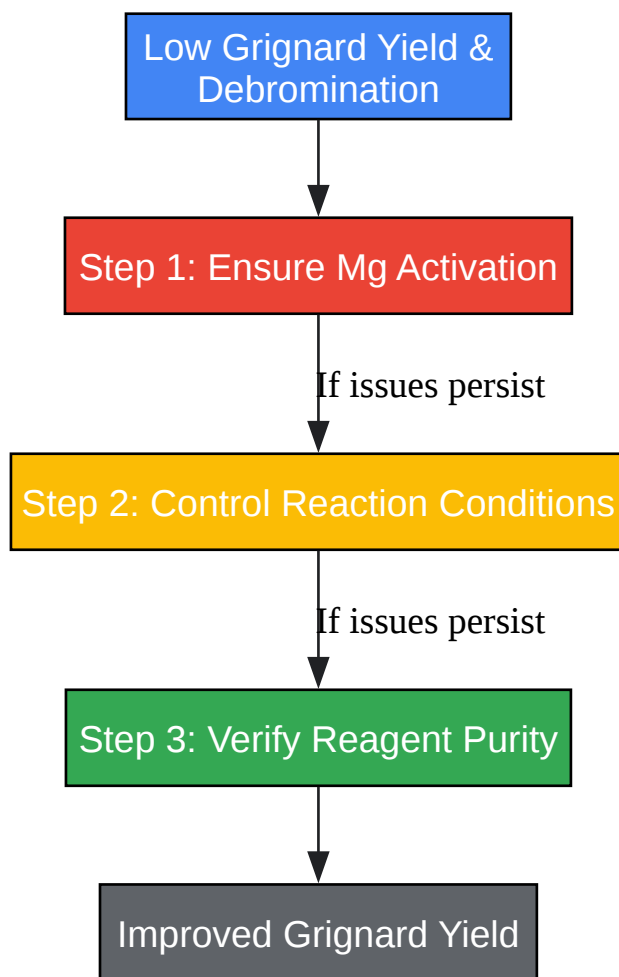 Low Grignard Yield &
Debromination
Step 1: Ensure Mg Activation
If issues persist
Step 2: Control Reaction Conditions
If issues persist
Step 3: Verify Reagent Purity
Improved Grignard Yield